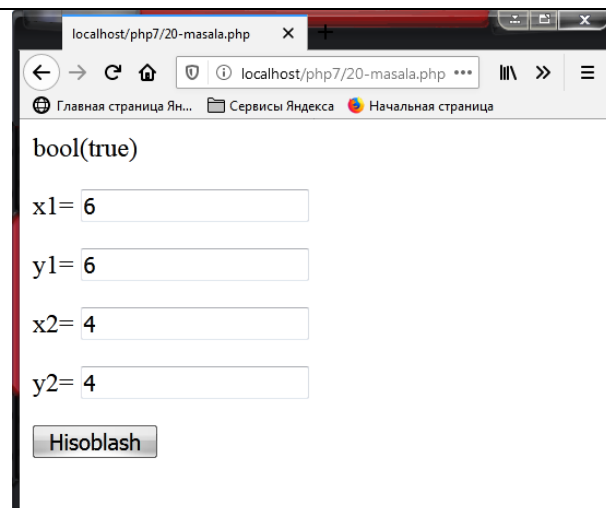 localhost/php7/20-masala.php
localhost/php7/20-masala.php
Главная страница Ян... Сервисы Яндекса Начальная страница
bool(true)
x1= 6
y1= 6
x2= 4
y2= 4
Hisoblash